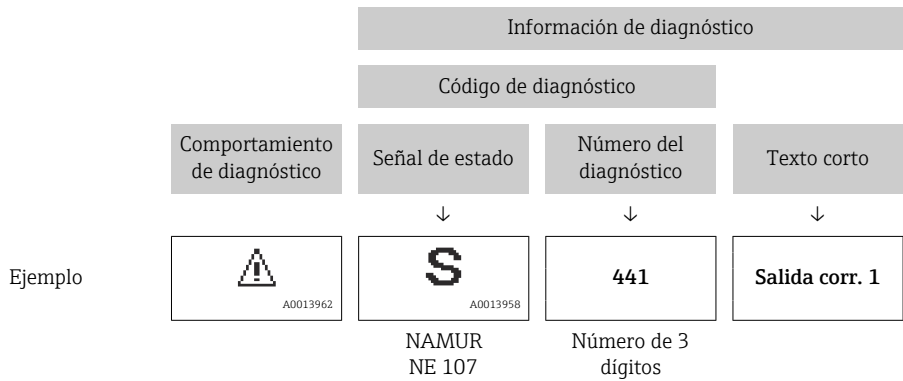 Información de diagnóstico
Código de diagnóstico
Comportamiento
de diagnóstico
Señal de estado
Número del
diagnóstico
Texto corto
↓
↓
↓
Ejemplo
A0013962
S
A0013958
441
Salida corr. 1
NAMUR
NE 107
Número de 3
dígitos